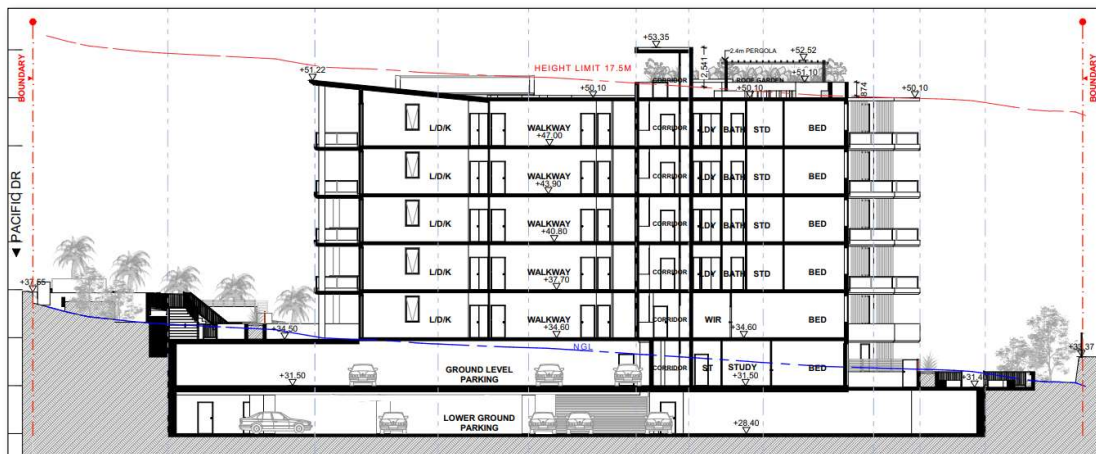 +53.35
2.4m PERGOLA
+52.52
HEIGHT LIMIT 17.5M
+51.22
2,541
CORRIDOR
ROOF GARDEN
+51.10
BOUNDARY
BOUNDARY
+50.10
+50.10
874
+50.10
L/D/K
WALKWAY
+47.00
CORRIDOR
LDY
BATH
STD
BED
L/D/K
WALKWAY
+43.90
CORRIDOR
LDY
BATH
STD
BED
L/D/K
WALKWAY
+40.80
CORRIDOR
LDY
BATH
STD
BED
PACIFIC DR
L/D/K
WALKWAY
+37.70
CORRIDOR
LDY
BATH
STD
BED
+37.55
L/D/K
WALKWAY
+34.60
CORRIDOR
WIR
+34.60
BED
+34.50
NGL
+33.37
GROUND LEVEL
PARKING
+31.50
CORRIDOR
ST
STUDY
+31.50
BED
LOWER GROUND
PARKING
+28.40